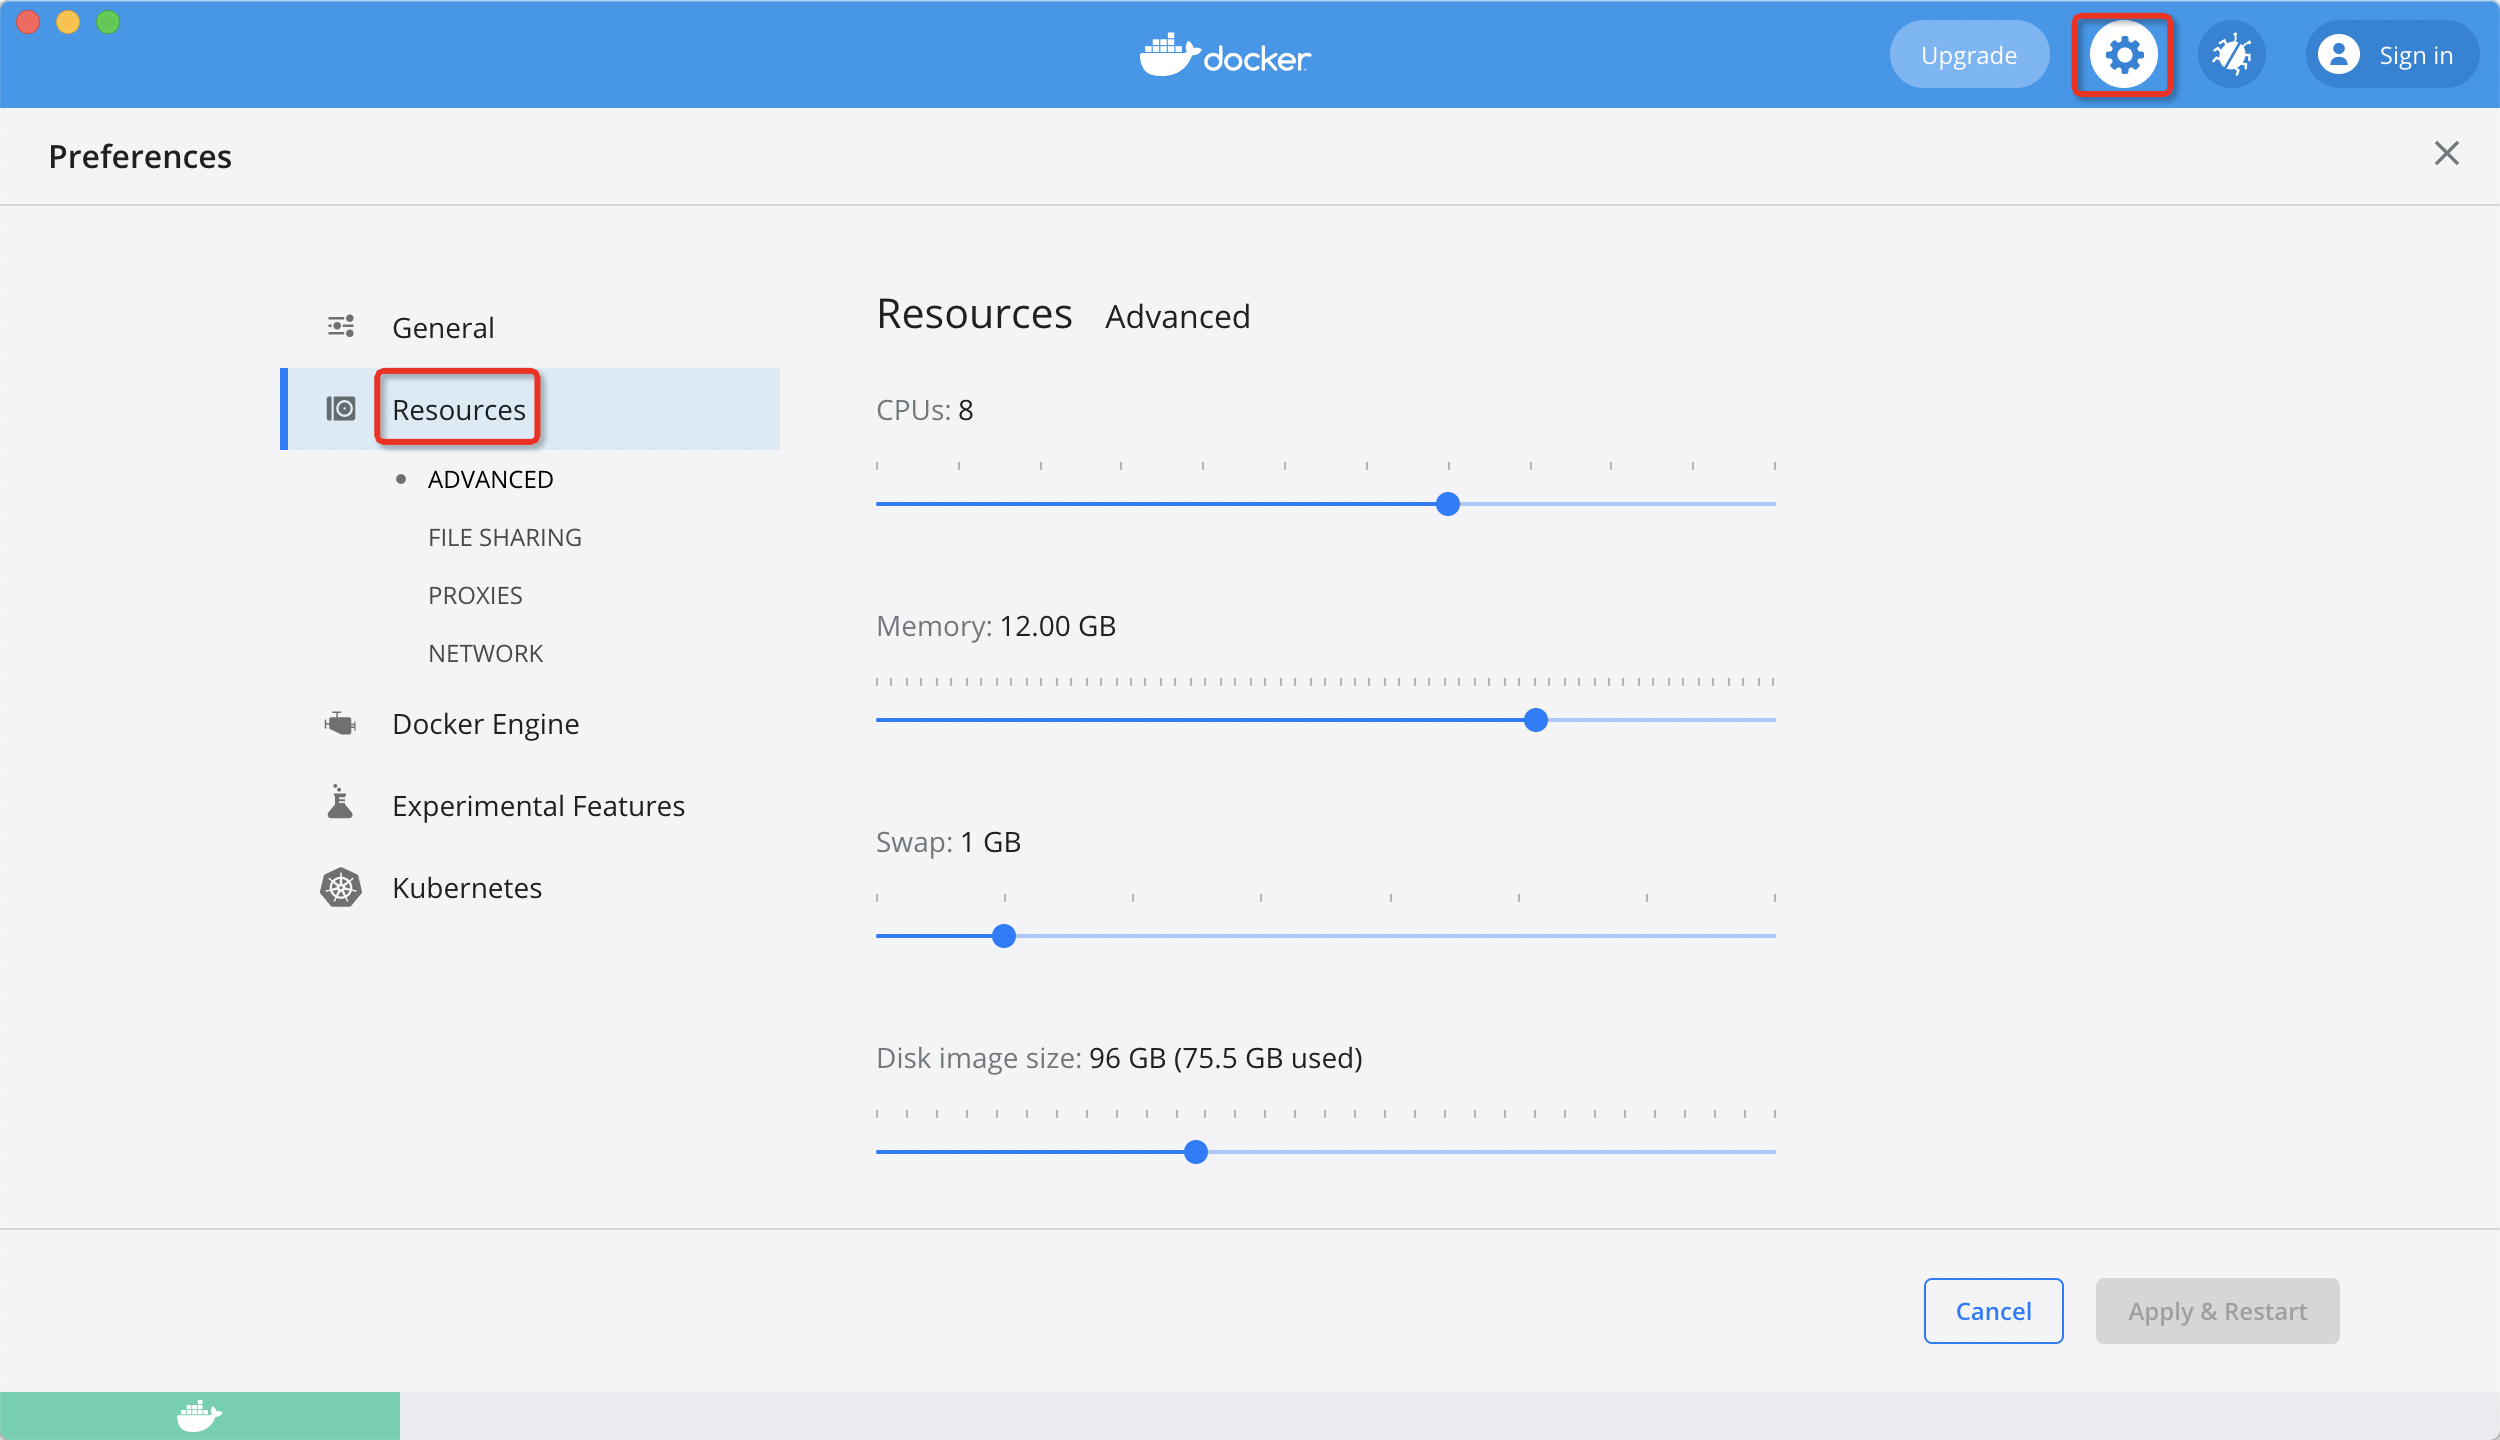 docker
Upgrade
Sign in
Preferences
General
Resources
ADVANCED
FILE SHARING
PROXIES
NETWORK
Docker Engine
Experimental Features
Kubernetes
Resources Advanced
CPUs: 8
Memory: 12.00 GB
Swap: 1 GB
Disk image size: 96 GB (75.5 GB used)
Cancel
Apply & Restart